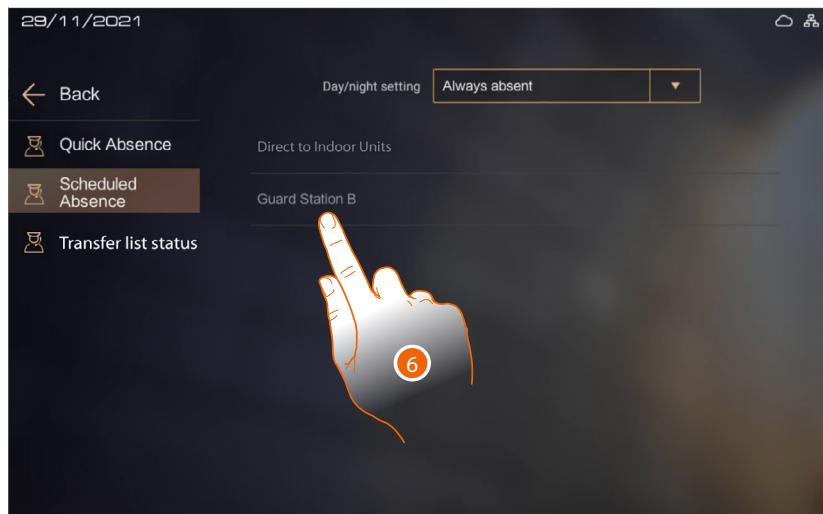 29/11/2021
Back
Day/night setting
Always absent
Quick Absence
Direct to Indoor Units
Scheduled
Absence
Guard Station B
Transfer list status
6